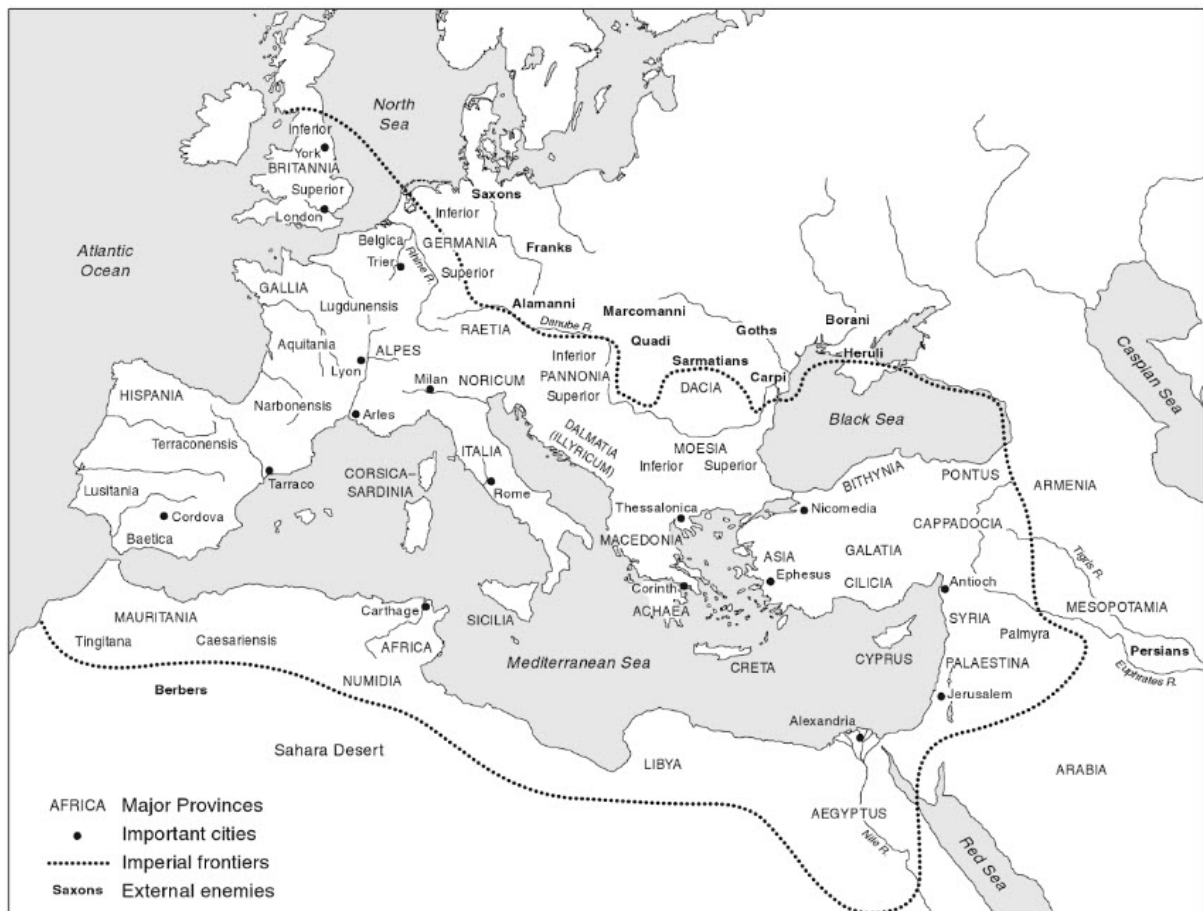 North
Sea
Inferior
York
BRITANNIA
Superior
London
Saxons
Inferior
Atlantic
Ocean
Belgica
GERMANIA
Franks
Trier
Rhine R.
Superior
GALLIA
Lugdunensis
Alamanni
Marcomanni
Borani
RAETIA
Danube R.
Goths
Quadi
Aquitania
ALPES
Inferior
Heruli
Lyon
Sarmatians
Caspian Sea
Milan
NORICUM
PANNONIA
Carpi
HISPANIA
Superior
DACIA
Narbonensis
Arles
Black Sea
Terraconensis
ITALIA
DALMATIA
(ILLYRICUM)
MOESIA
CORSICA–
SARDINIA
Inferior
Superior
BITHYNIA
PONTUS
Tarraco
ARMENIA
Lusitania
Rome
Cordova
Thessalonica
Nicomedia
CAPPADOCIA
Baetica
MACEDONIA
ASIA
GALATIA
Tigris R.
Ephesus
CILICIA
Antioch
Corinth
Carthage
ACHAEA
MESOPOTAMIA
MAURITANIA
SICILIA
SYRIA
Tingitana
Caesariensis
AFRICA
Palmyra
Mediterranean Sea
CRETA
CYPRUS
Persians
PALAESTINA
Euphrates R.
Berbers
NUMIDIA
Jerusalem
Alexandria
Sahara Desert
LIBYA
ARABIA
AEGYPTUS
Nile R.
Red Sea
AFRICA Major Provinces
Important cities
Imperial frontiers
Saxons External enemies